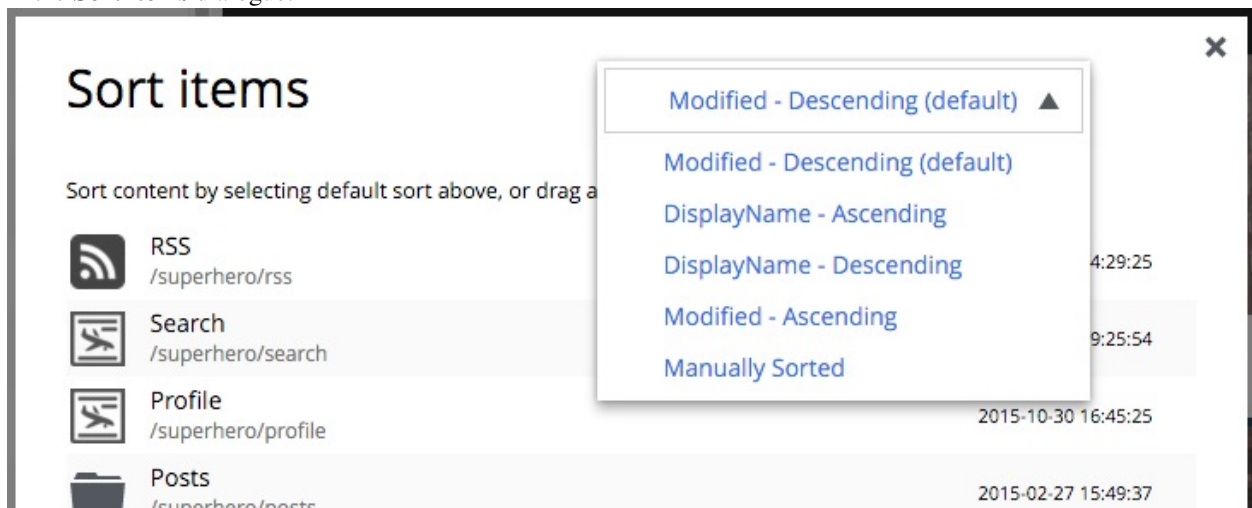 Sort items
Modified - Descending (default)
Modified - Descending (default)
DisplayName - Ascending
DisplayName - Descending
Modified - Ascending
Manually Sorted
Sort content by selecting default sort above, or drag a
RSS
/superhero/rss
4:29:25
Search
/superhero/search
9:25:54
Profile
/superhero/profile
2015-10-30 16:45:25
Posts
/superhero/posts
2015-02-27 15:49:37